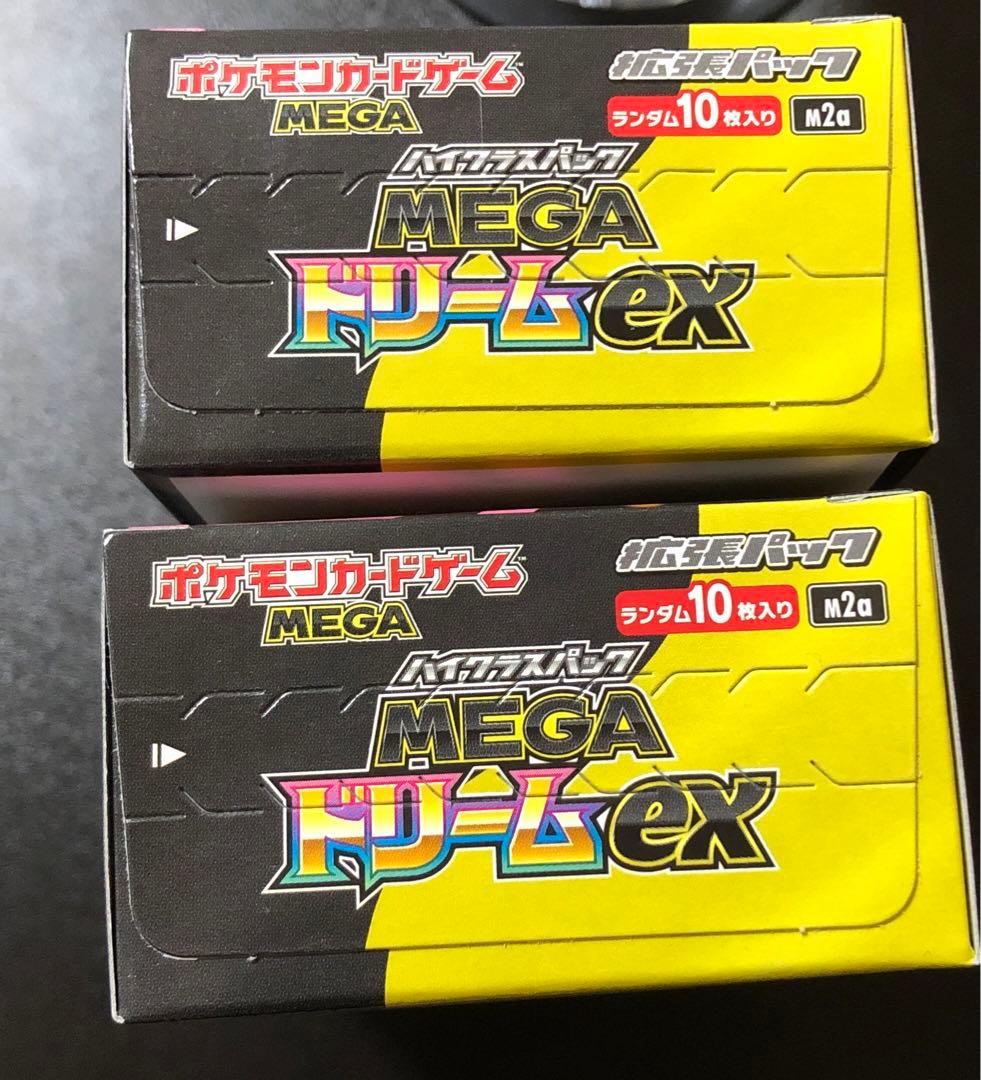 ポケモンカードゲーム™
MEGA
拡張パック
ランダム10枚入り M2a
ハイクラスパック
MEGA
ドリームex
ポケモンカードゲーム™
MEGA
拡張パック
ランダム10枚入り M2a
ハイクラスパック
MEGA
ドリームex